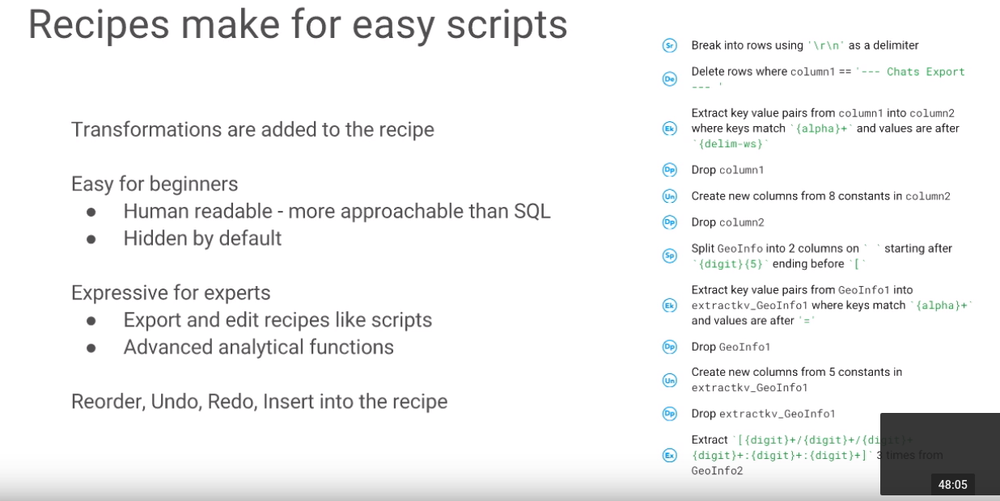 Recipes make for easy scripts
Transformations are added to the recipe
Easy for beginners
● Human readable - more approachable than SQL
● Hidden by default
Expressive for experts
● Export and edit recipes like scripts
● Advanced analytical functions
Reorder, Undo, Redo, Insert into the recipe
Sr Break into rows using '\r\n' as a delimiter
De Delete rows where column1 == '--- Chats Export
--- '
Extract key value pairs from column1 into column2
Ek where keys match `{alpha}+` and values are after
`{delim-ws}`
Dp Drop column1
Un Create new columns from 8 constants in column2
Dp Drop column2
Split GeoInfo into 2 columns on ` ` starting after
Sp `{digit}{5}` ending before `[`
Extract key value pairs from GeoInfo1 into
Ek extractkv_GeoInfo1 where keys match `{alpha}+`
and values are after '='
Dp Drop GeoInfo1
Create new columns from 5 constants in
Un extractkv_GeoInfo1
Dp Drop extractkv_GeoInfo1
Extract `[{digit}+/{digit}+/{digit}+
Ex {digit}+:{digit}+:{digit}+]` 3 times from
GeoInfo2
48:05